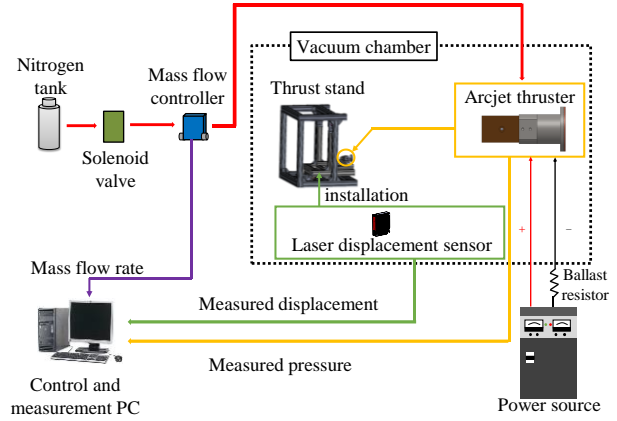 Vacuum chamber
Nitrogen
tank
Mass flow
controller
Thrust stand
Arcjet thruster
Solenoid
valve
installation
Laser displacement sensor
+
−
Mass flow rate
Ballast
resistor
Measured displacement
Measured pressure
Control and
measurement PC
Power source